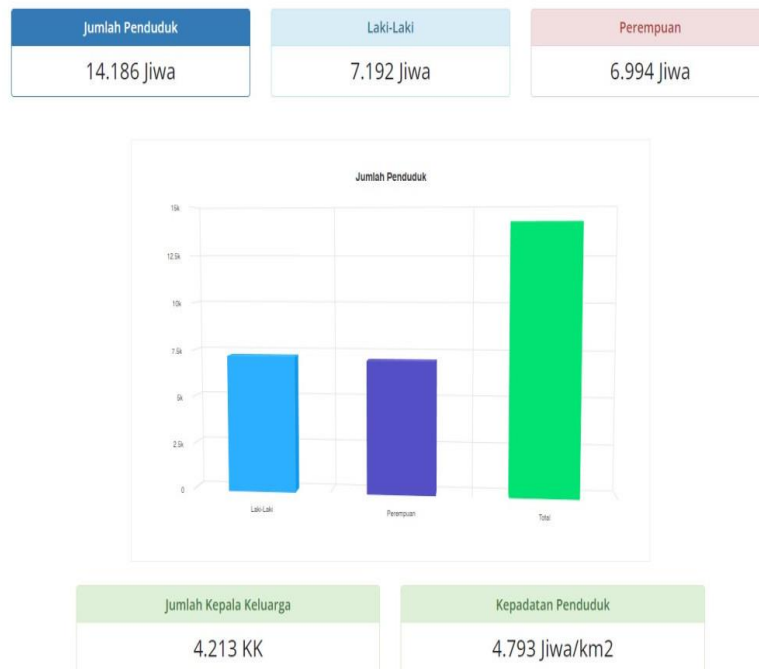 Jumlah Penduduk
14.186 Jiwa
Laki-Laki
7.192 Jiwa
Perempuan
6.994 Jiwa
Jumlah Penduduk
15k
12.5k
10k
7.5k
5k
2.5k
0
Laki-Laki
Perempuan
Total
Jumlah Kepala Keluarga
4.213 KK
Kepadatan Penduduk
4.793 Jiwa/km2